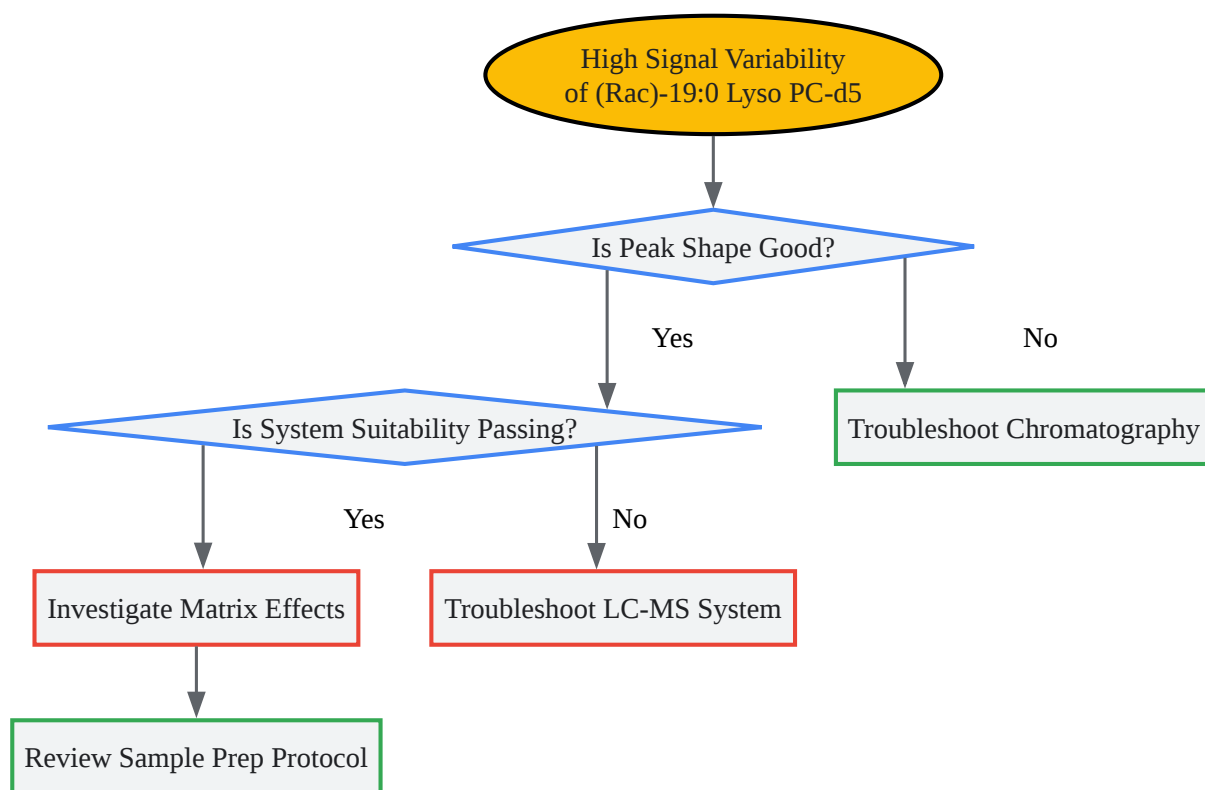 High Signal Variability
of (Rac)-19:0 Lyso PC-d5
Is Peak Shape Good?
Yes
No
Is System Suitability Passing?
Troubleshoot Chromatography
Yes
No
Investigate Matrix Effects
Troubleshoot LC-MS System
Review Sample Prep Protocol